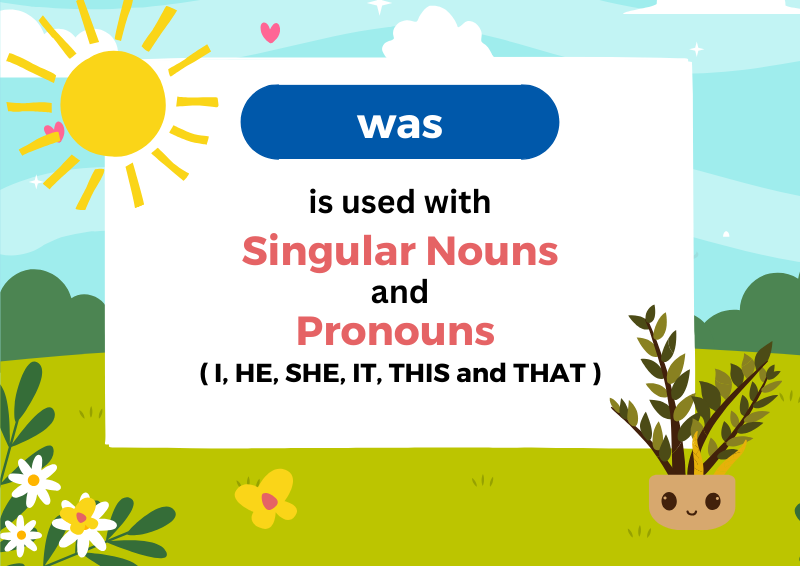 was
is used with
Singular Nouns
and
Pronouns
( I, HE, SHE, IT, THIS and THAT )